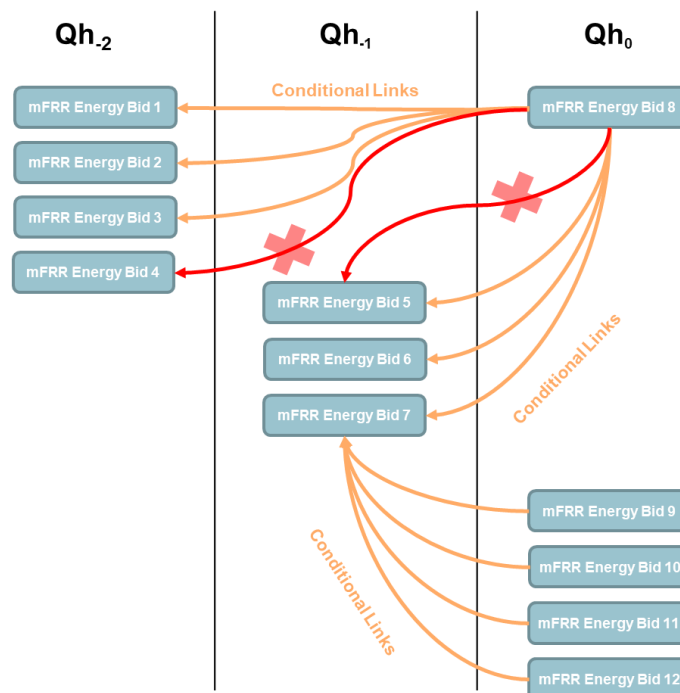 Qh-2
Qh-1
Qh0
Conditional Links
mFRR Energy Bid 1
mFRR Energy Bid 8
mFRR Energy Bid 2
mFRR Energy Bid 3
mFRR Energy Bid 4
mFRR Energy Bid 5
mFRR Energy Bid 6
Conditional Links
mFRR Energy Bid 7
mFRR Energy Bid 9
Conditional Links
mFRR Energy Bid 10
mFRR Energy Bid 11
mFRR Energy Bid 12